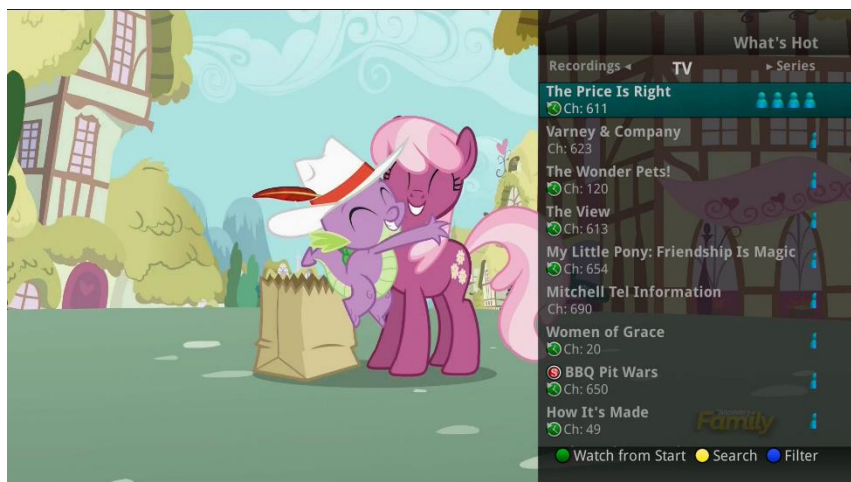 What's Hot
Recordings ◂ TV ▸ Series
The Price Is Right
Ch: 611
Varney & Company
Ch: 623
The Wonder Pets!
Ch: 120
The View
Ch: 613
My Little Pony: Friendship Is Magic
Ch: 654
Mitchell Tel Information
Ch: 690
Women of Grace
Ch: 20
S BBQ Pit Wars
Ch: 650
How It's Made
Ch: 49
Family
Watch from Start Search Filter